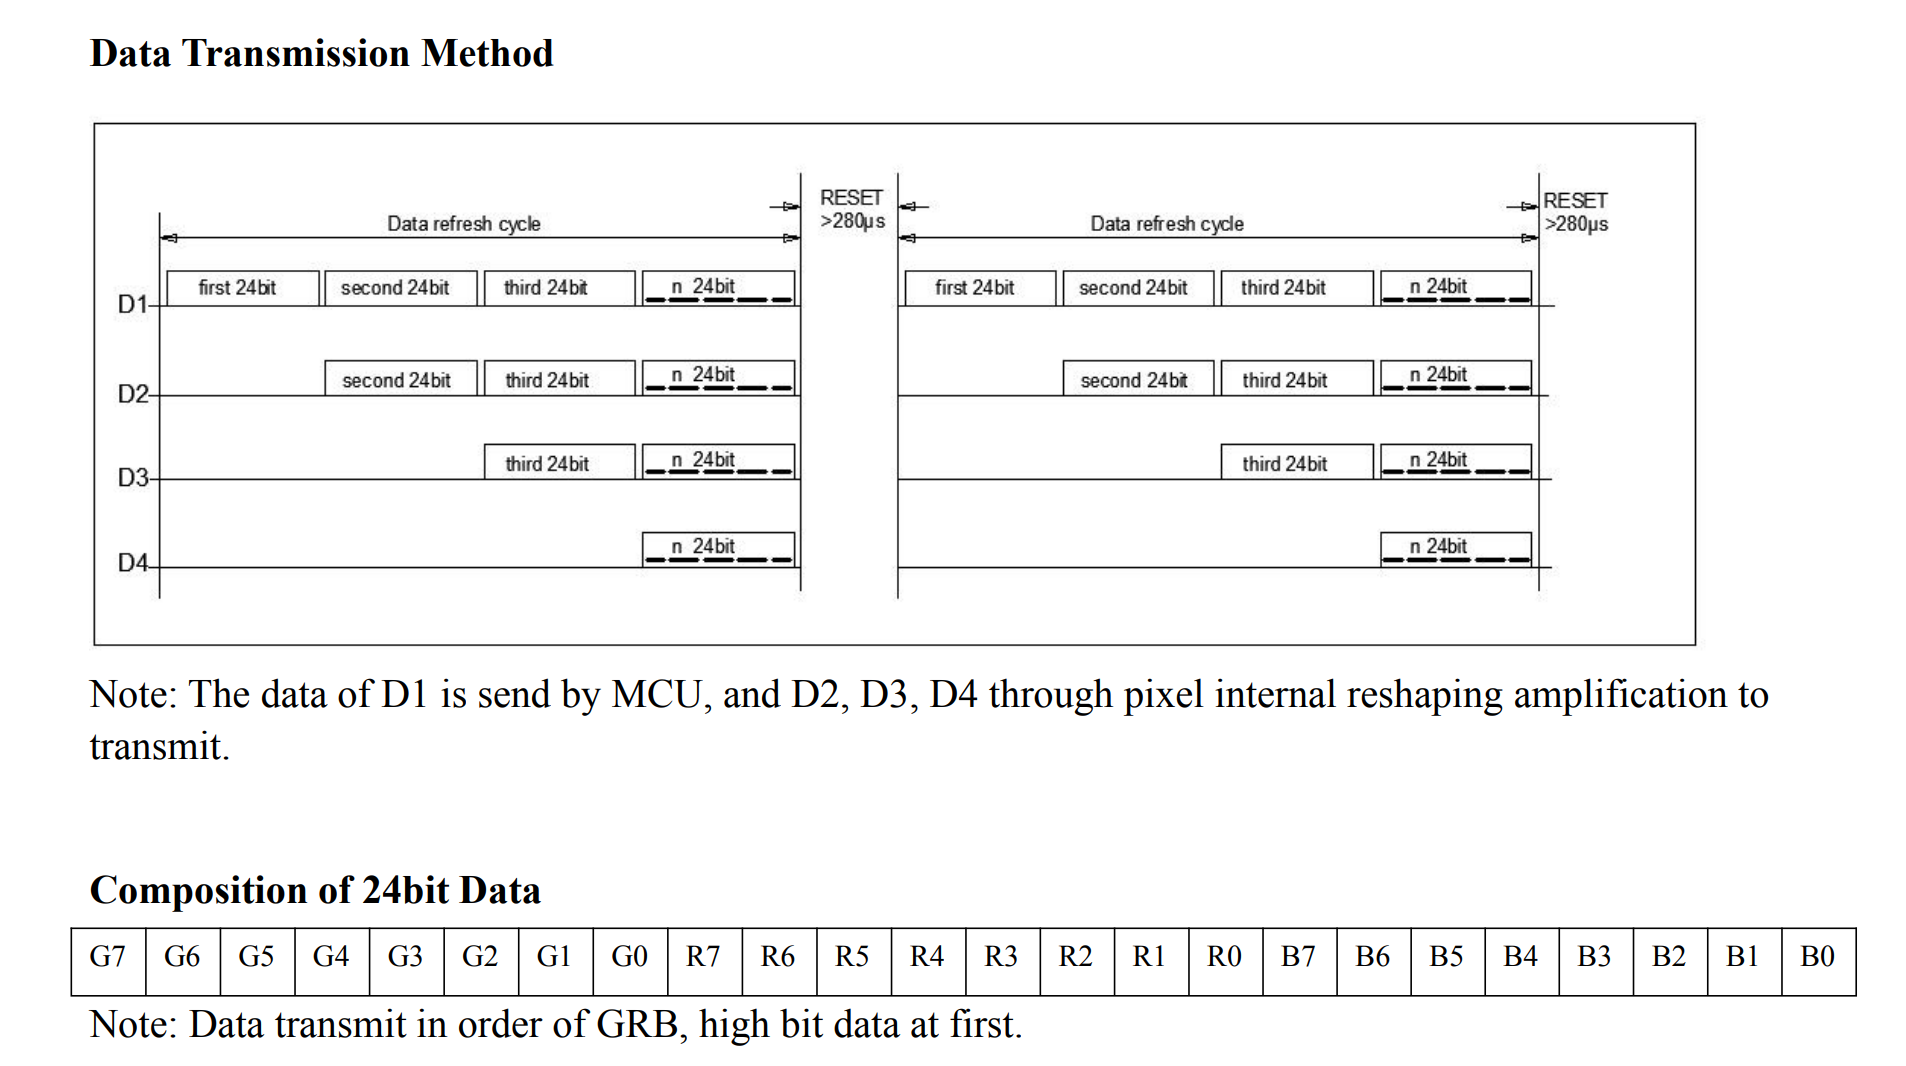 Data Transmission Method
RESET
>280μs
RESET
>280μs
Data refresh cycle
Data refresh cycle
D1
first 24bit
second 24bit
third 24bit
n 24bit
first 24bit
second 24bit
third 24bit
n 24bit
D2
second 24bit
third 24bit
n 24bit
second 24bit
third 24bit
n 24bit
D3
third 24bit
n 24bit
third 24bit
n 24bit
D4
n 24bit
n 24bit
Note: The data of D1 is send by MCU, and D2, D3, D4 through pixel internal reshaping amplification to
transmit.
Composition of 24bit Data
G7 G6 G5 G4 G3 G2 G1 G0 R7 R6 R5 R4 R3 R2 R1 R0 B7 B6 B5 B4 B3 B2 B1 B0
Note: Data transmit in order of GRB, high bit data at first.